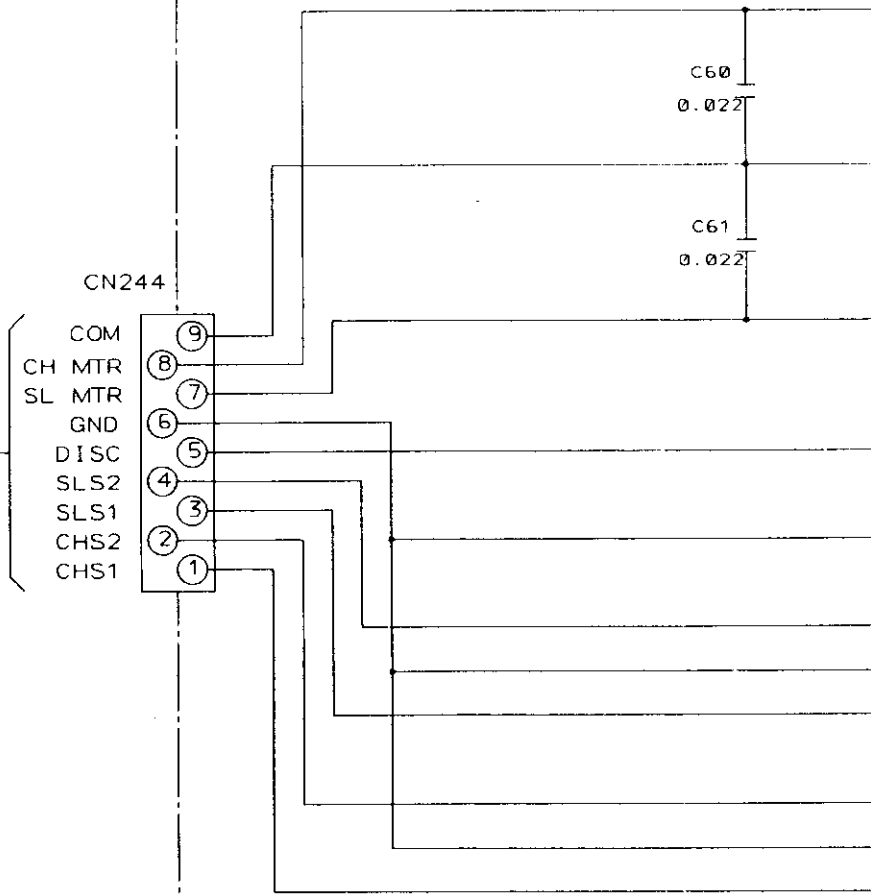 C60
0.022
C61
0.022
CN244
COM 9
CH MTR 8
SL MTR 7
GND 6
DISC 5
SLS2 4
SLS1 3
CHS2 2
CHS1 1